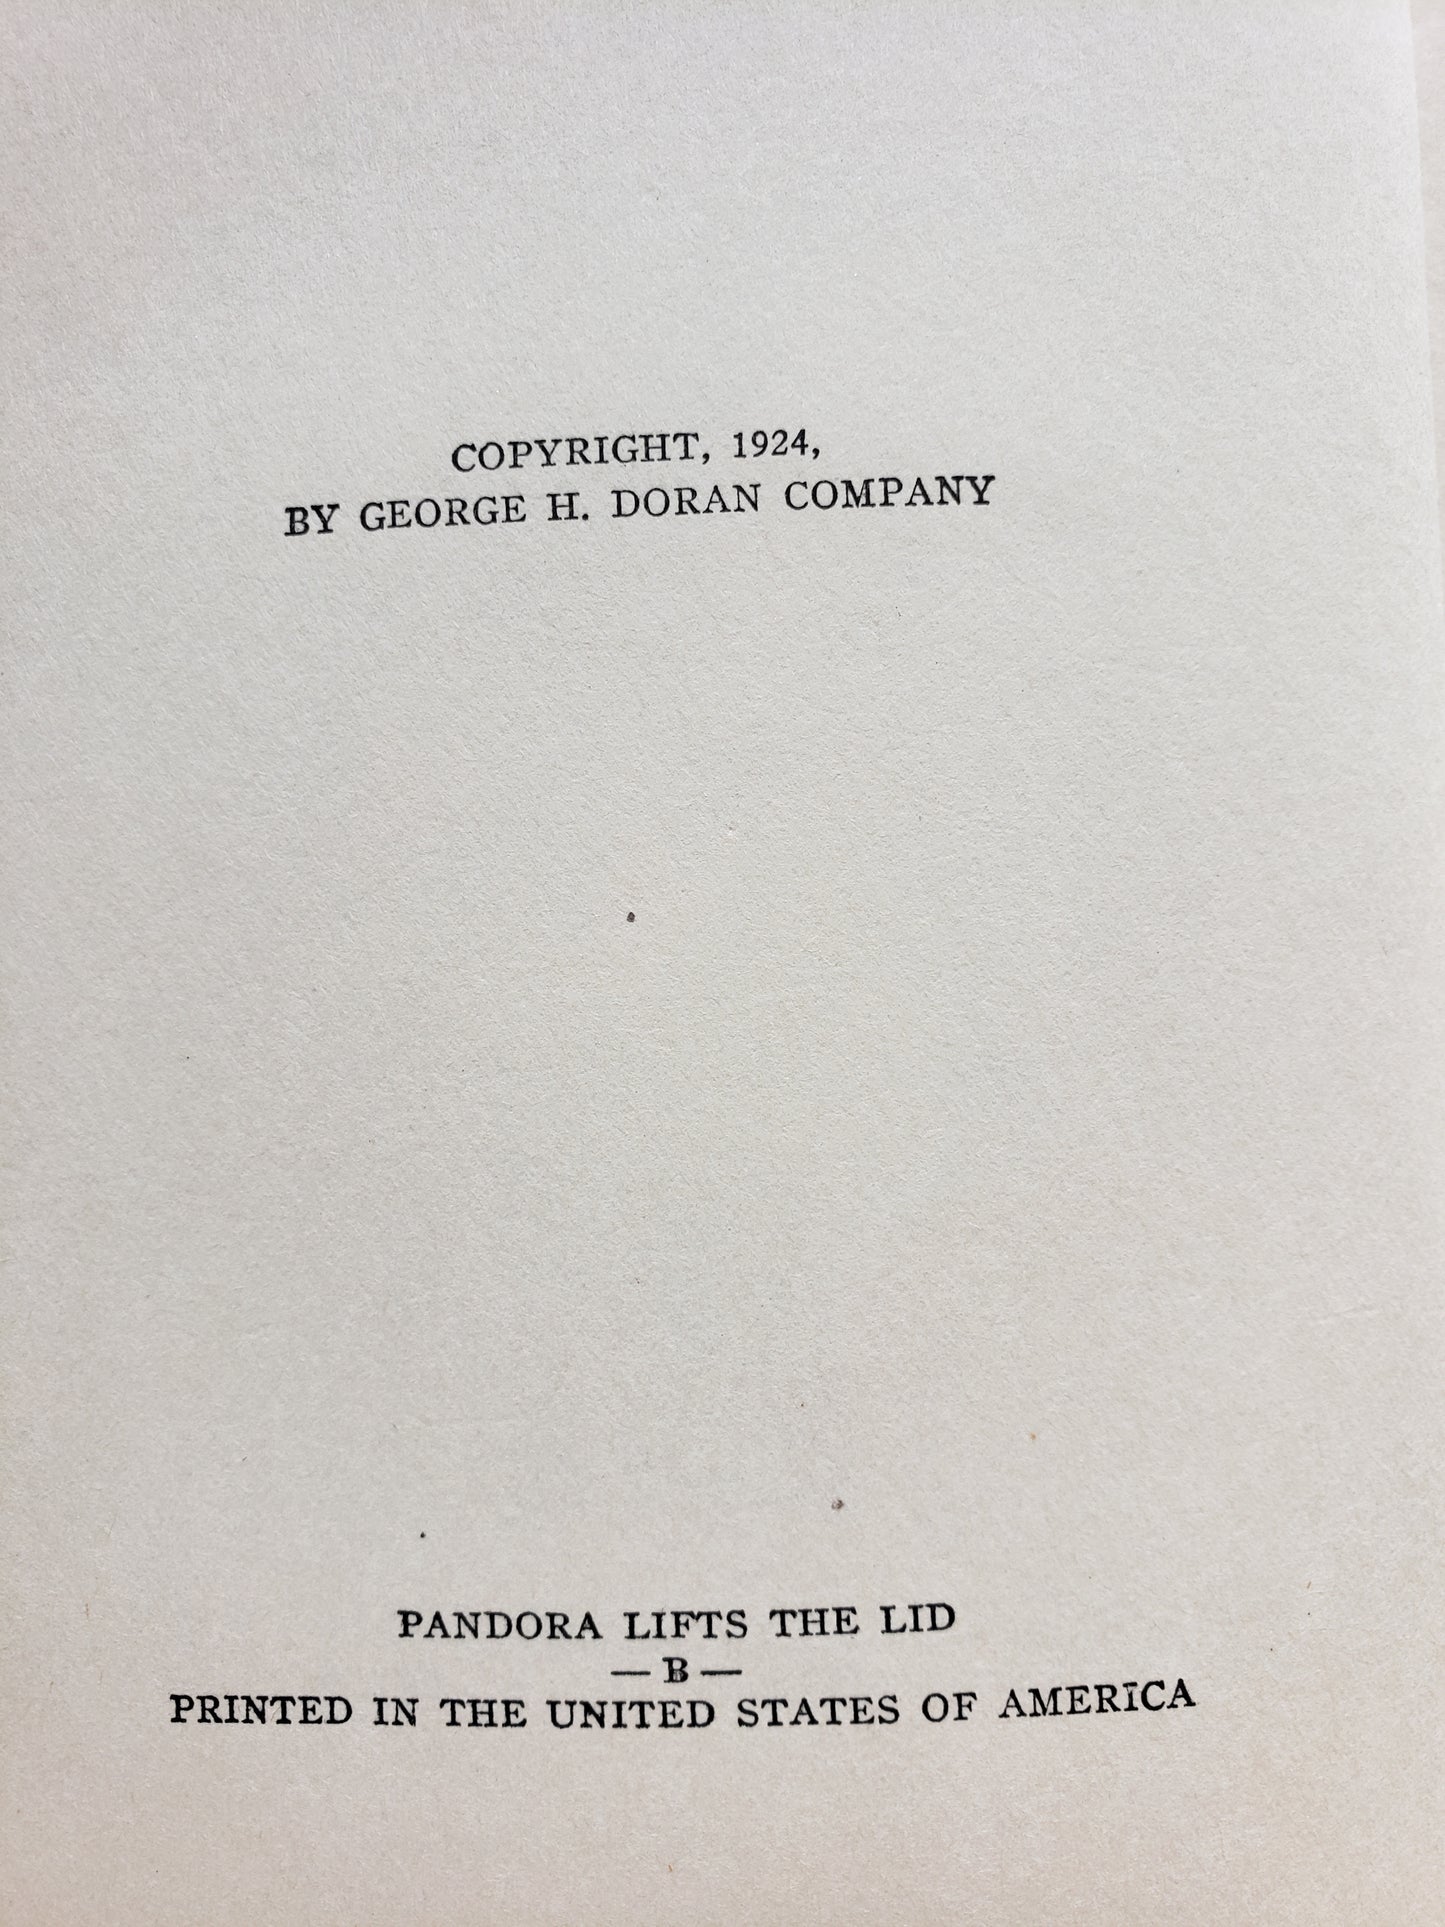 COPYRIGHT, 1924,
BY GEORGE H. DORAN COMPANY
PANDORA LIFTS THE LID
— B —
PRINTED IN THE UNITED STATES OF AMERICA